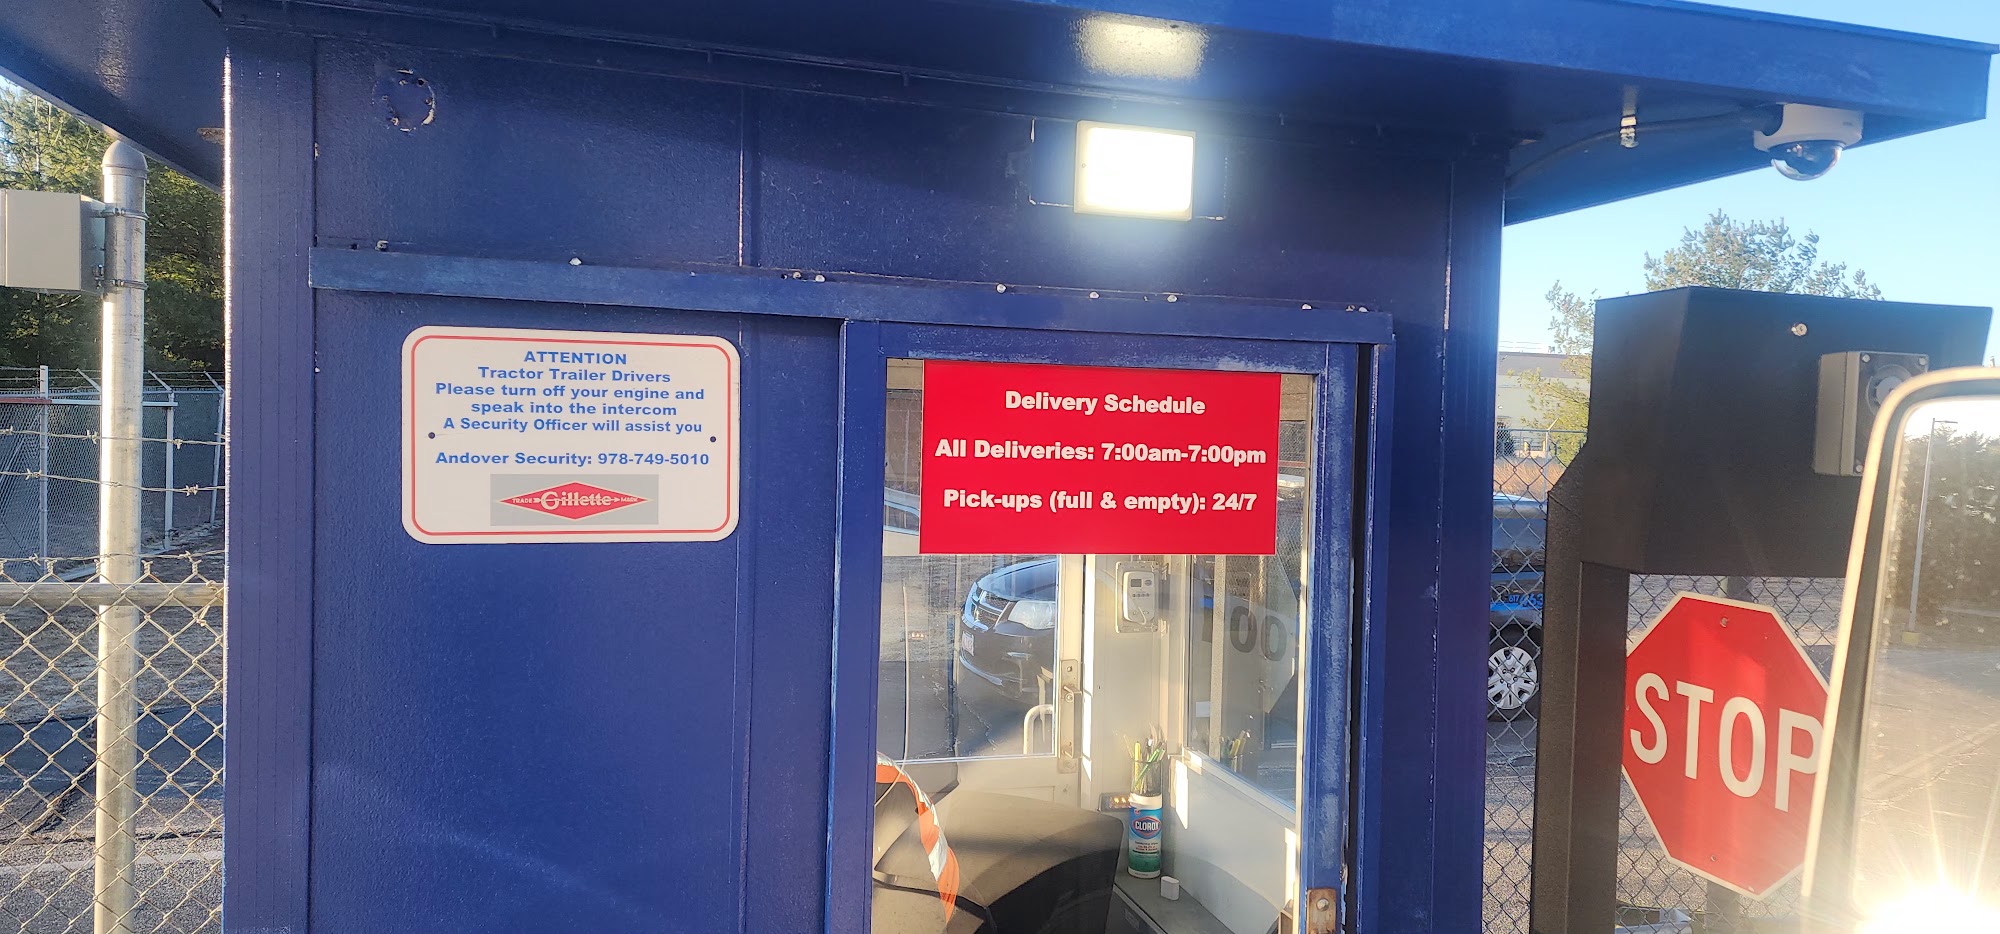 ATTENTION
Tractor Trailer Drivers
Please turn off your engine and
speak into the intercom
A Security Officer will assist you
Andover Security: 978-749-5010
TRADE Gillette MARK
Delivery Schedule
All Deliveries: 7:00am-7:00pm
Pick-ups (full & empty): 24/7
STOP
CLOROX